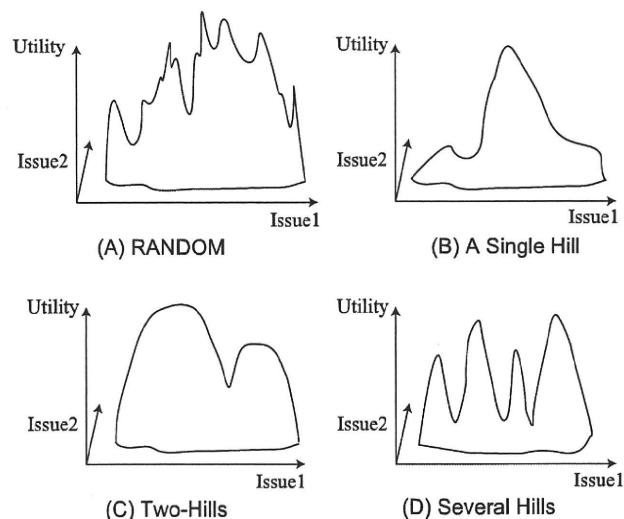 Utility
Issue2
Issue1
(A) RANDOM
Utility
Issue2
Issue1
(B) A Single Hill
Utility
Issue2
Issue1
(C) Two-Hills
Utility
Issue2
Issue1
(D) Several Hills